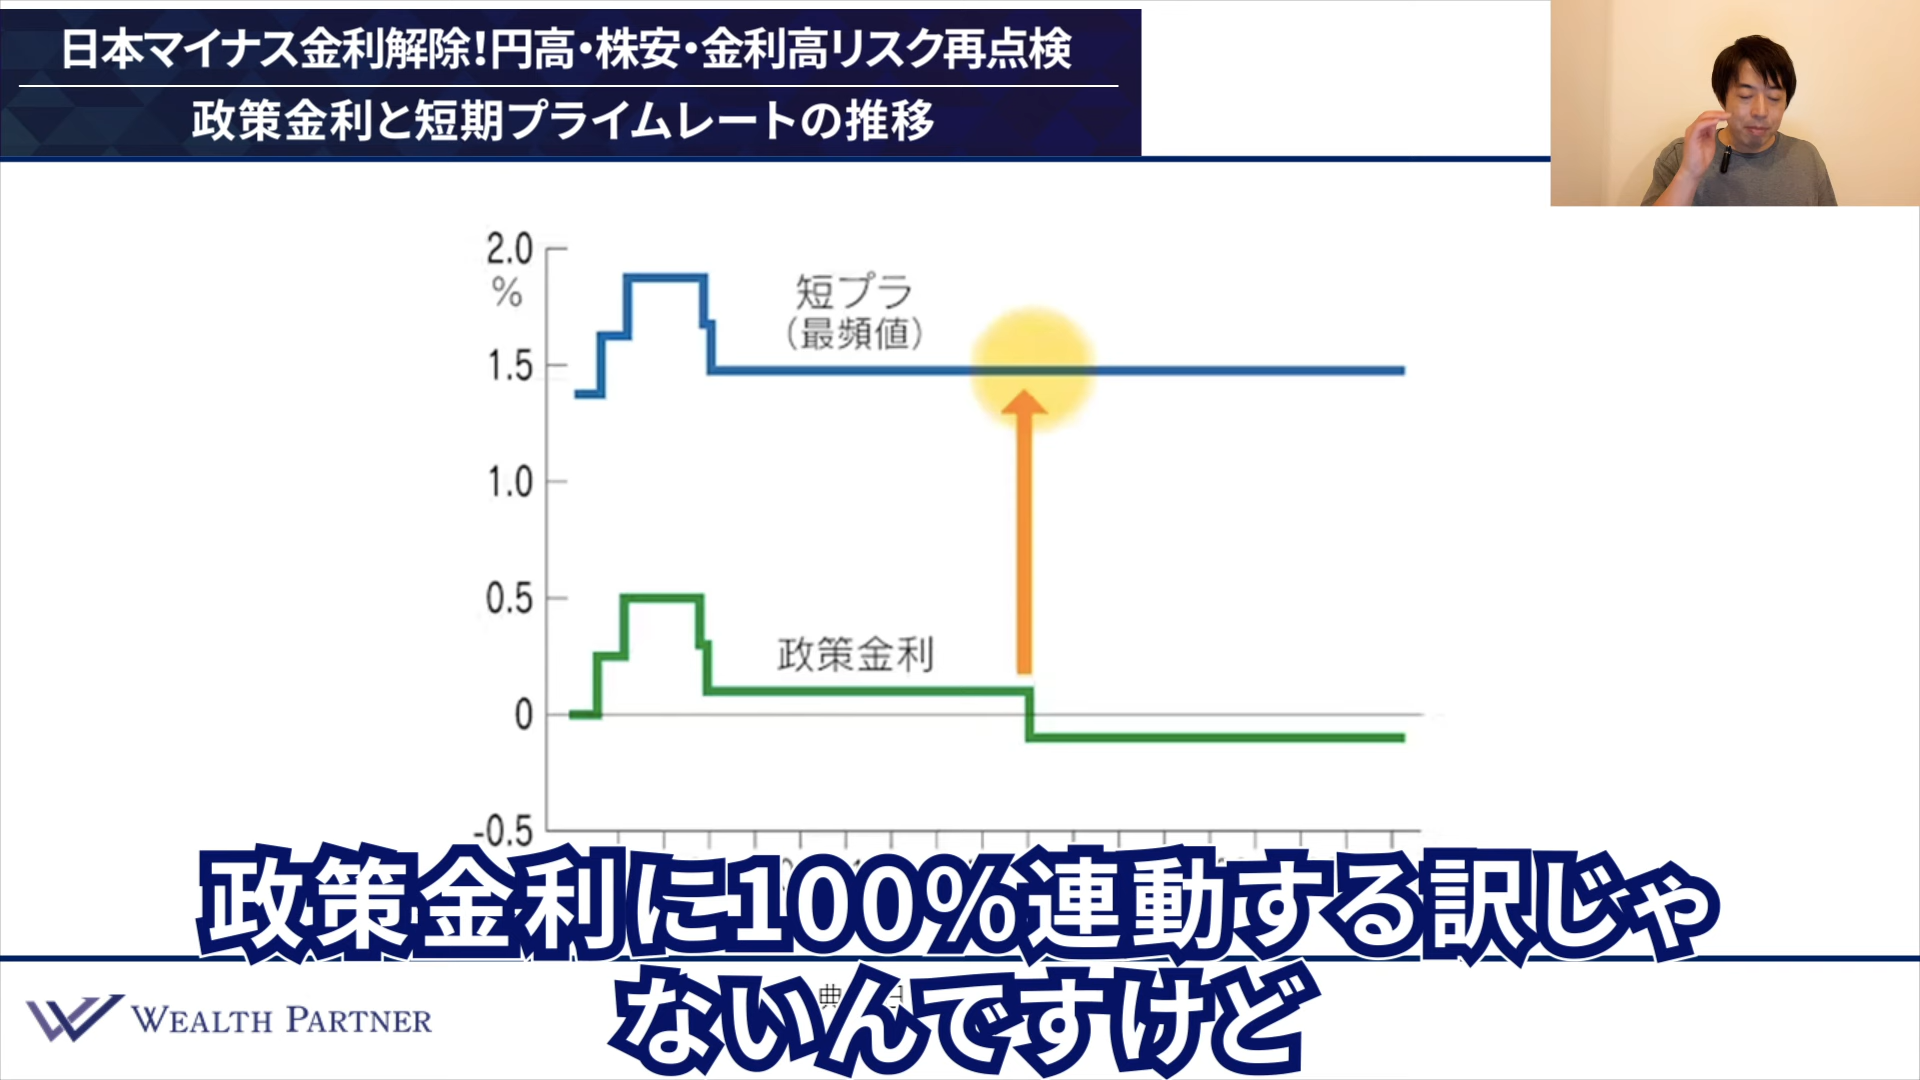 日本マイナス金利解除!円高・株安・金利高リスク再点検
政策金利と短期プライムレートの推移
2.0
%
短プラ
(最頻値)
1.5
1.0
0.5
政策金利
0
-0.5
政策金利に100%連動する訳じゃ
ないんですけど
WEALTH PARTNER